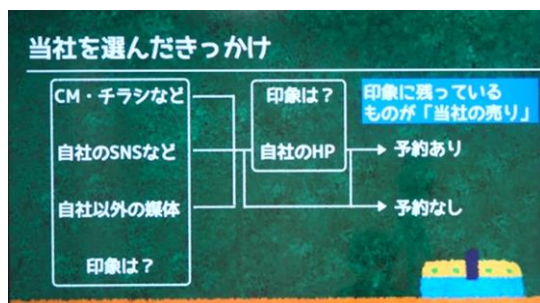 当社を選んだきっかけ
CM・チラシなど
自社のSNSなど
自社以外の媒体
印象は？
印象は？
自社のHP
印象に残っている
ものが「当社の売り」
予約あり
予約なし